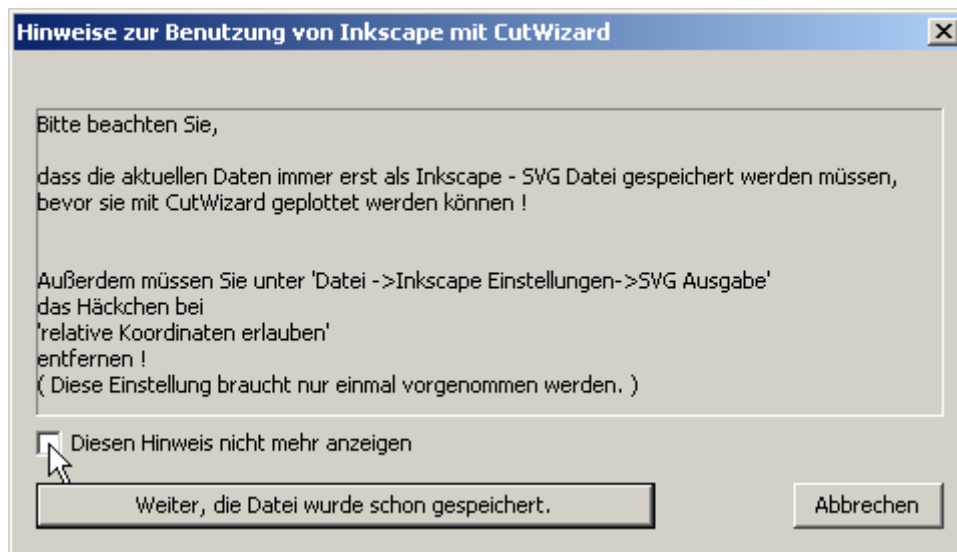 Hinweise zur Benutzung von Inkscape mit CutWizard
Bitte beachten Sie,
dass die aktuellen Daten immer erst als Inkscape - SVG Datei gespeichert werden müssen,
bevor sie mit CutWizard geplottet werden können !
Außerdem müssen Sie unter 'Datei ->Inkscape Einstellungen->SVG Ausgabe'
das Häckchen bei
'relative Koordinaten erlauben'
entfernen !
( Diese Einstellung braucht nur einmal vorgenommen werden. )
Diesen Hinweis nicht mehr anzeigen
Weiter, die Datei wurde schon gespeichert.
Abbrechen